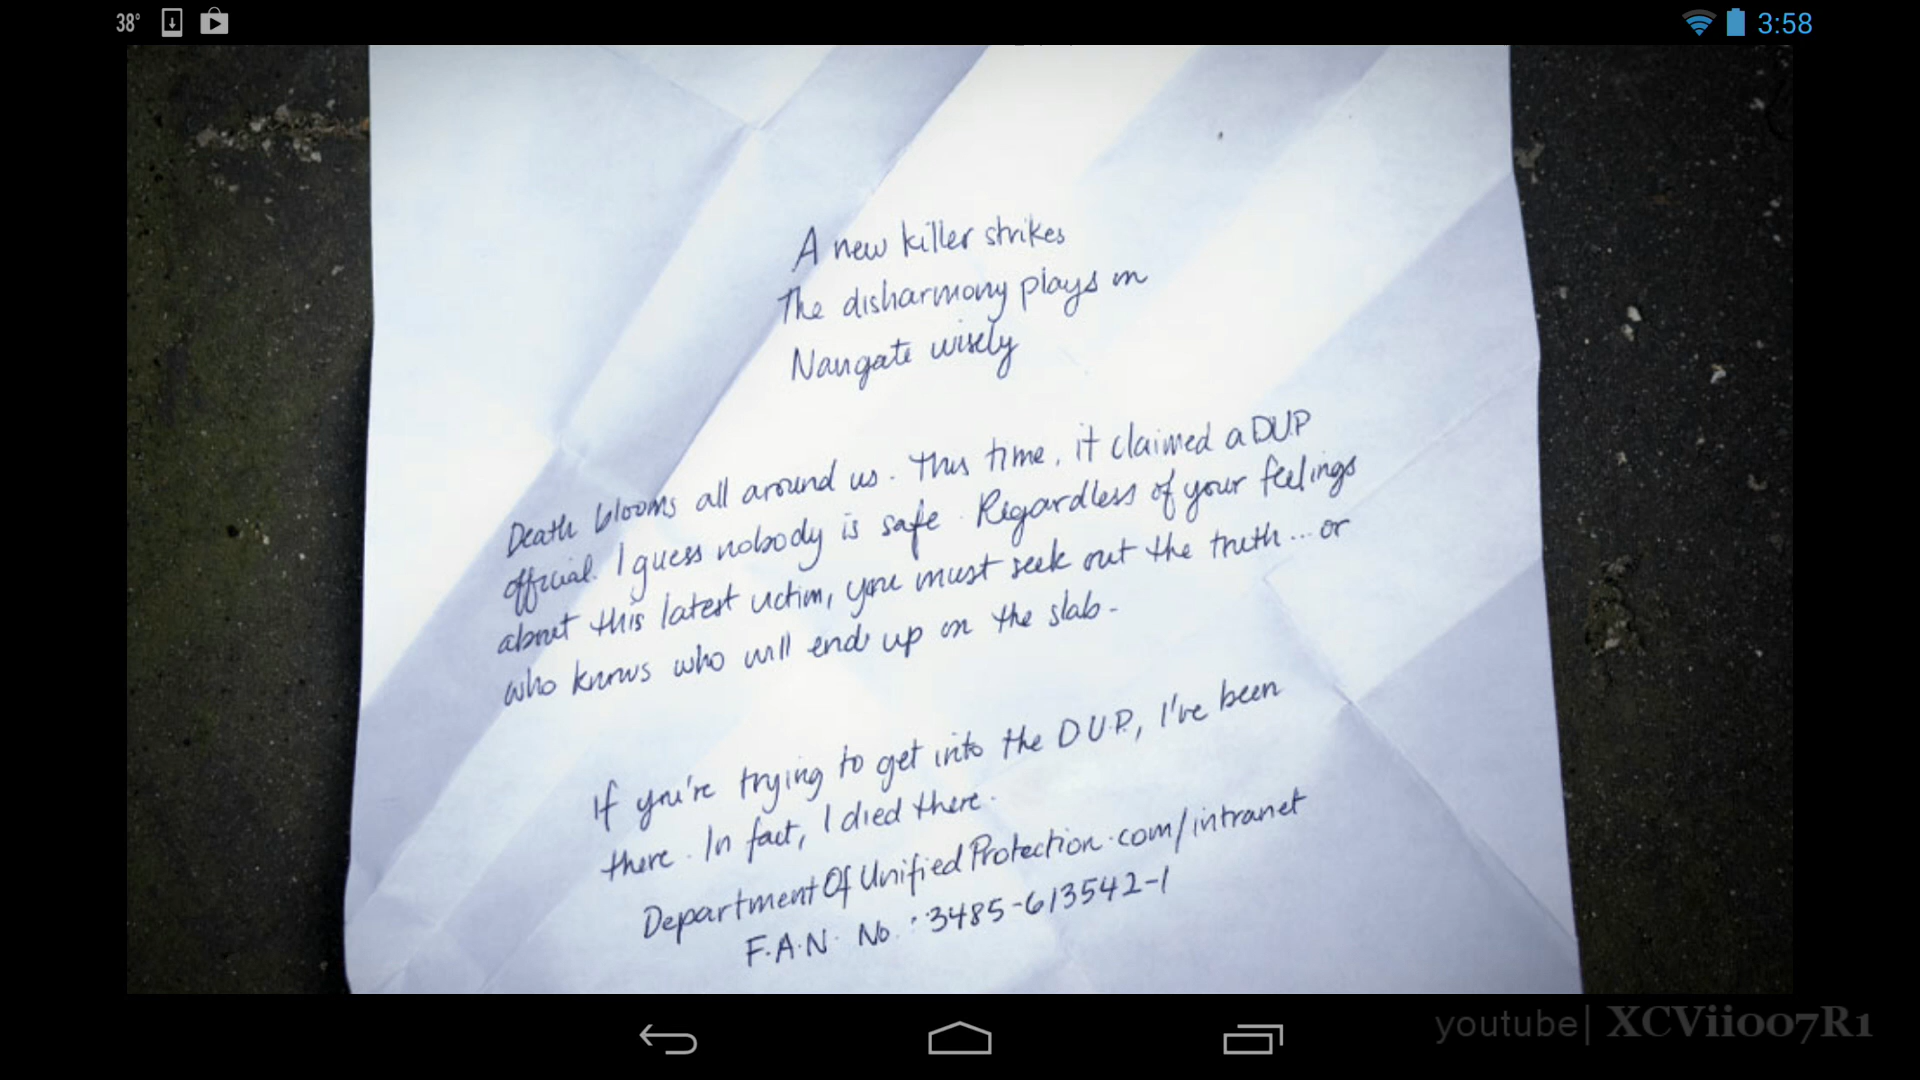 38°
3:58
A new killer strikes
The disharmony plays on
Navigate wisely
Death blooms all around us. This time, it claimed a DUP
official. I guess nobody is safe. Regardless of your feelings
about this latest victim, you must seek out the truth... or
who knows who will end up on the slab.
If you're trying to get into the D.U.P., I've been
there. In fact, I died there.
DepartmentOfUnifiedProtection.com/intranet
F.A.N. No.: 3485-613542-1
youtube| XCViioo7R1